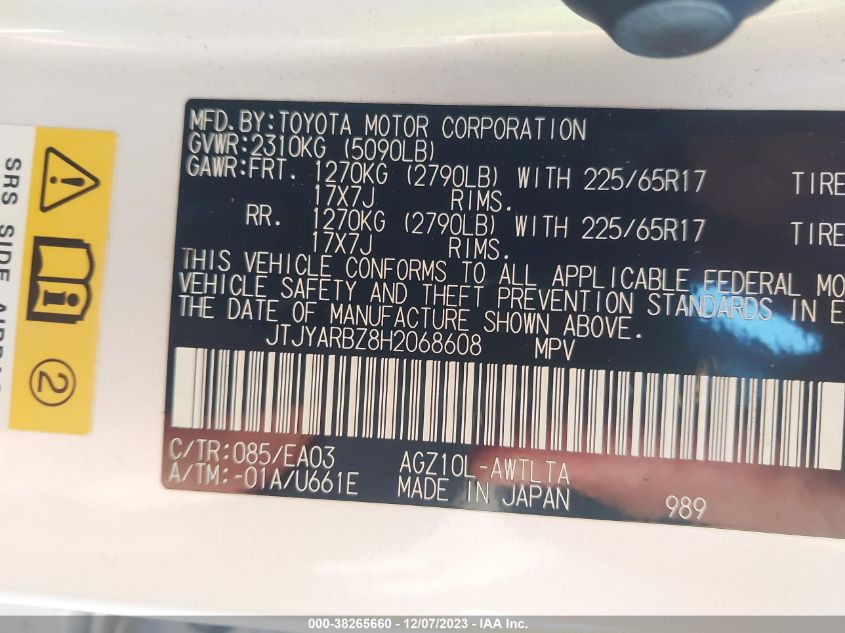 MFD. BY: TOYOTA MOTOR CORPORATION
GVWR: 2310KG (5090LB)
GAWR: FRT. 1270KG (2790LB) WITH 225/65R17 TIRE
17X7J RIMS.
RR. 1270KG (2790LB) WITH 225/65R17 TIRE
17X7J RIMS.
THIS VEHICLE CONFORMS TO ALL APPLICABLE FEDERAL MO
VEHICLE SAFETY AND THEFT PREVENTION STANDARDS IN E
THE DATE OF MANUFACTURE SHOWN ABOVE.
JTJYARBZ8H2068608 MPV
C/TR: 085/EA03 AGZ10L-AWTLTA
A/TM: -01A/U661E MADE IN JAPAN 989
SRS SIDE
2
000-38265660 - 12/07/2023 - AWS - IAA Inc.